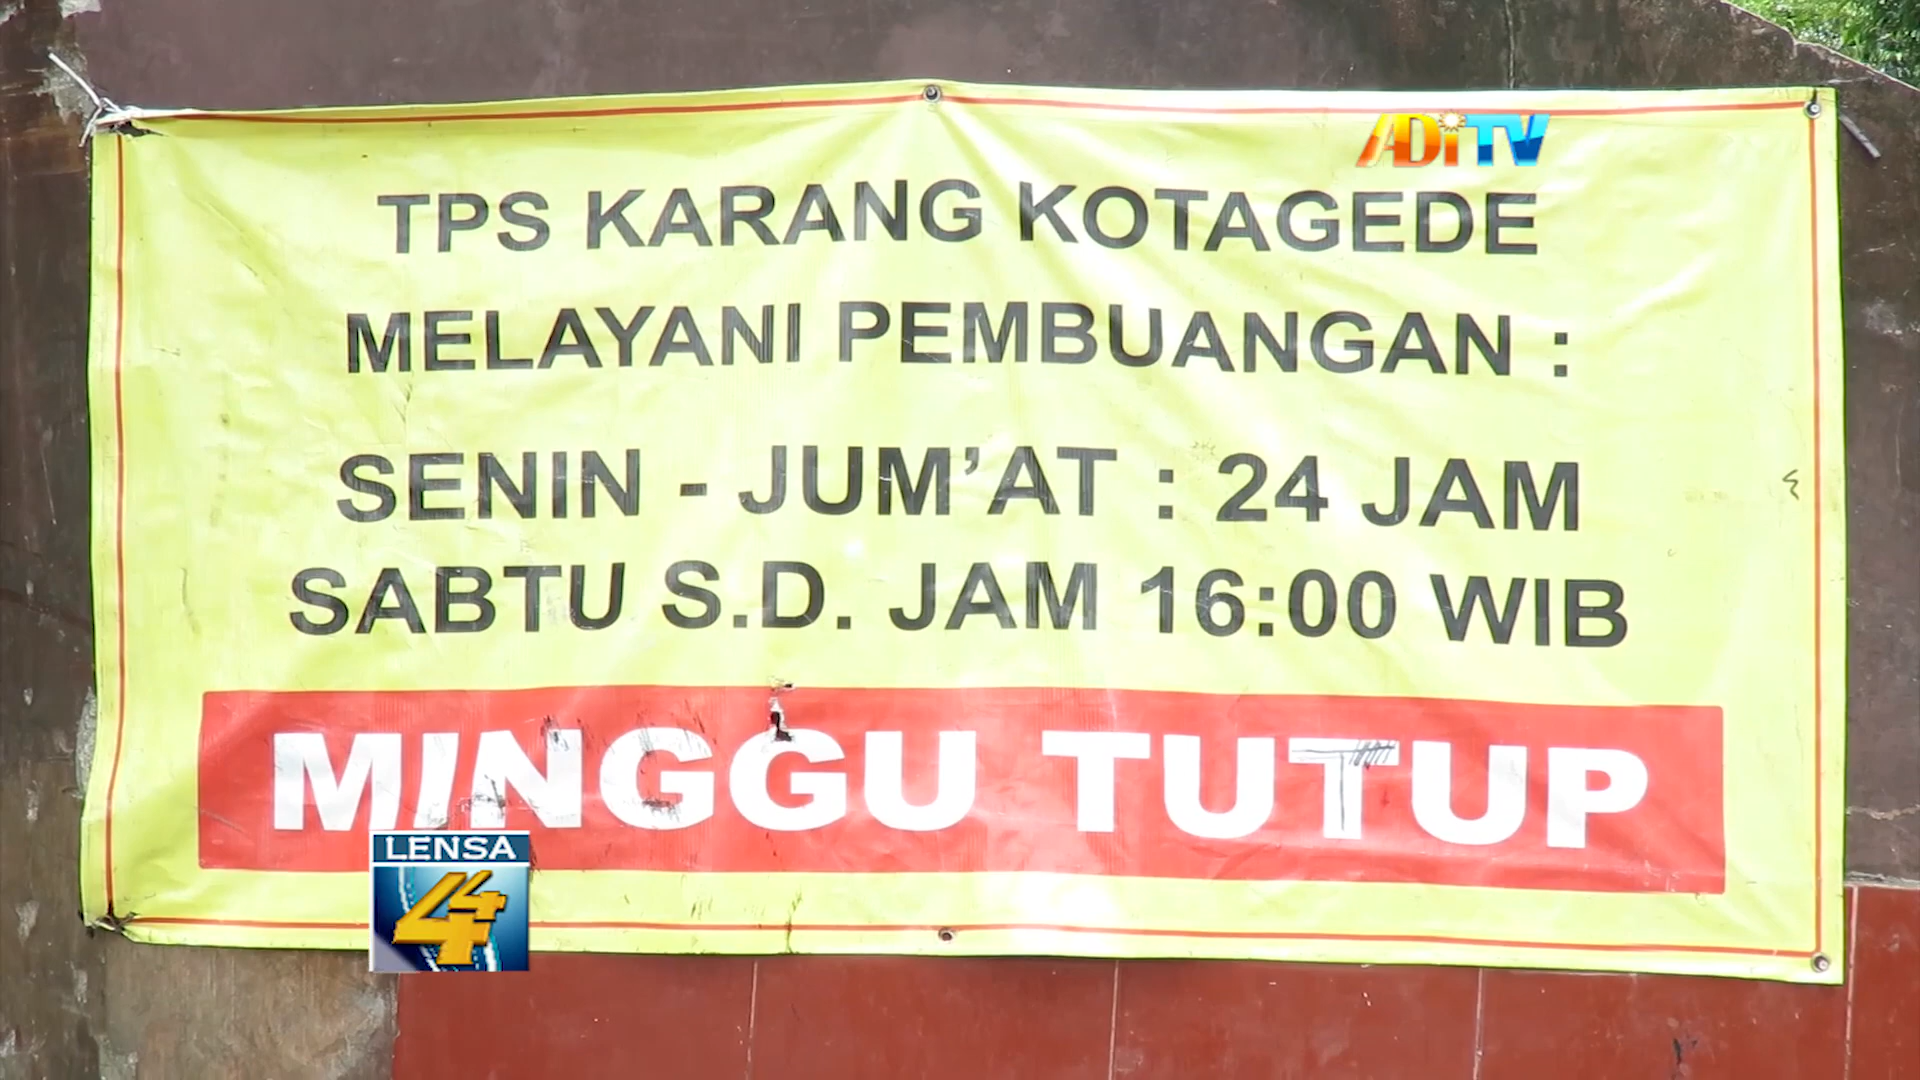 ADiTV
TPS KARANG KOTAGEDE
MELAYANI PEMBUANGAN :
SENIN - JUM'AT : 24 JAM
SABTU S.D. JAM 16:00 WIB
MINGGU TUTUP
LENSA
44